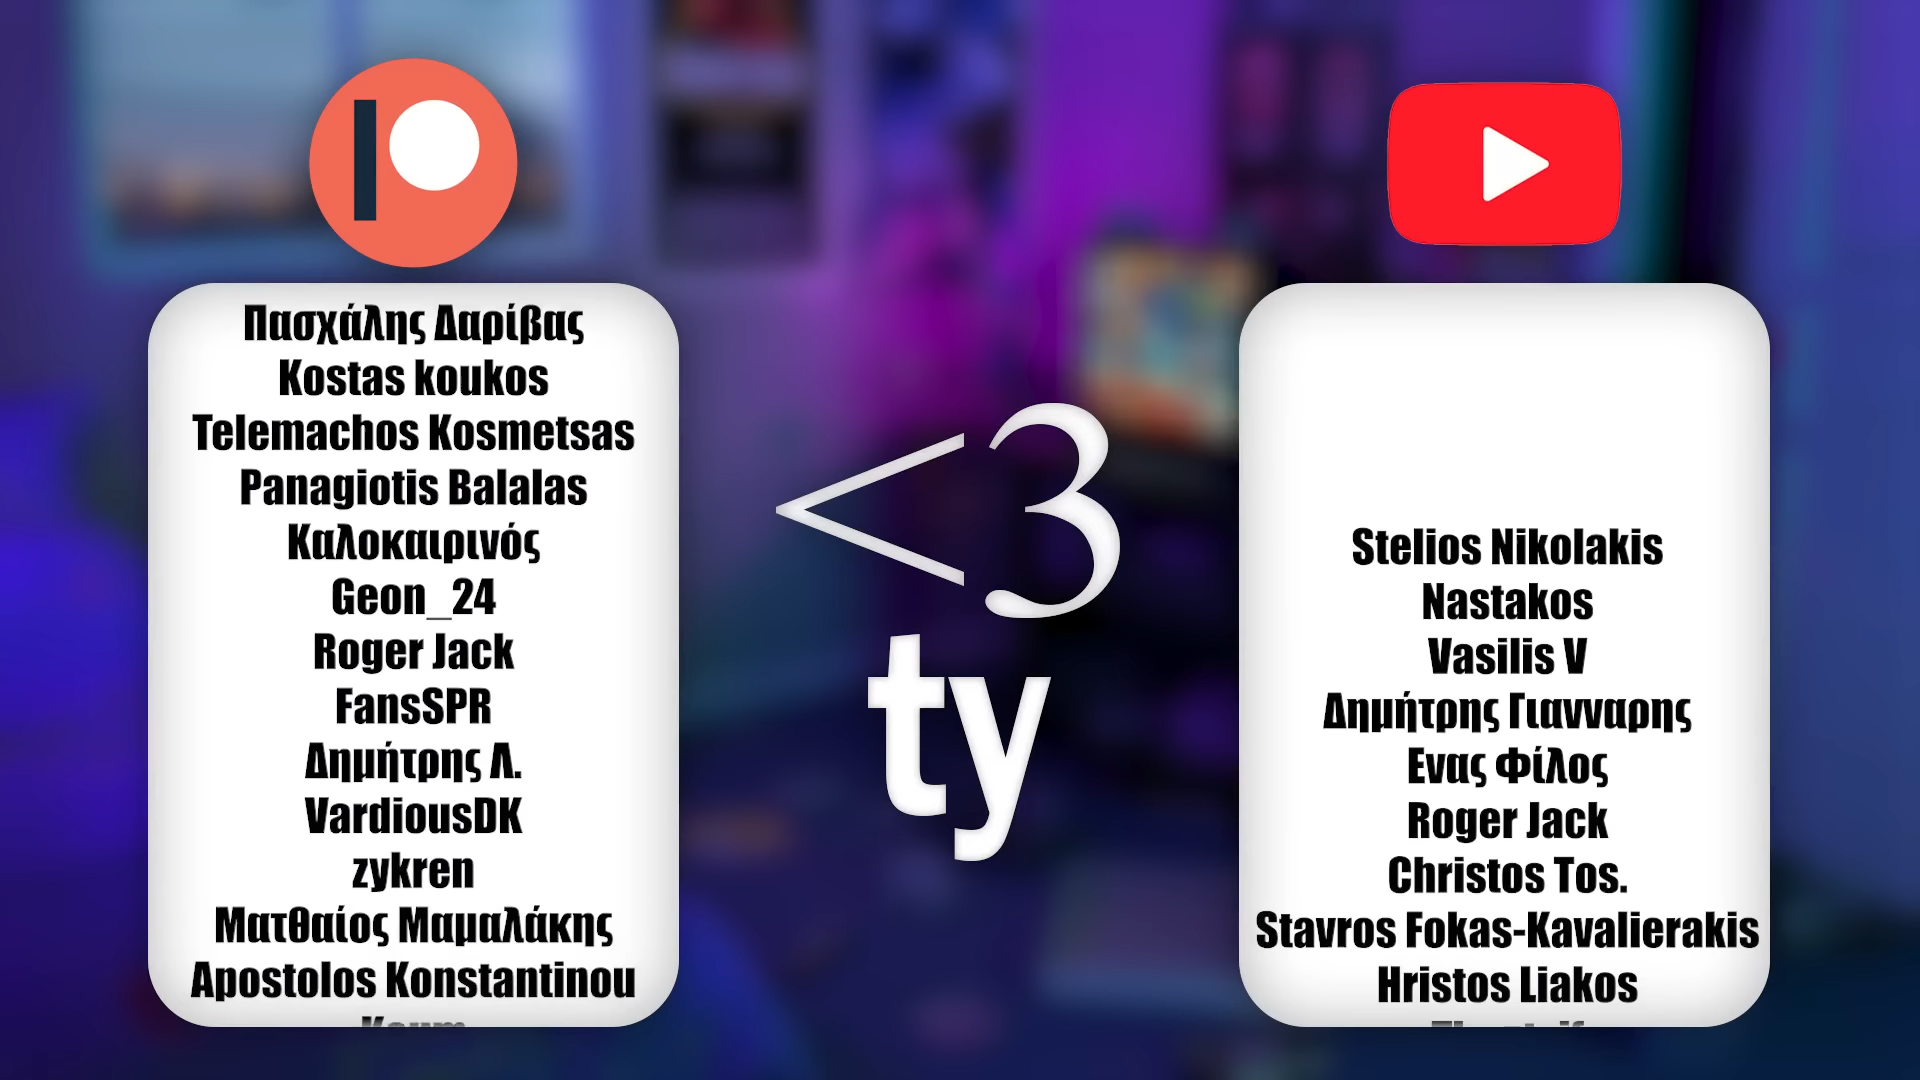 Πασχάλης Δαρίβας
Kostas koukos
Telemachos Kosmetsas
Panagiotis Balalas
Καλοκαιρινός
Geon_24
Roger Jack
FansSPR
Δημήτρης Λ.
VardiousDK
zykren
Ματθαίος Μαμαλάκης
Apostolos Konstantinou
<3
ty
Stelios Nikolakis
Nastakos
Vasilis V
Δημήτρης Γιανναρης
Ενας Φίλος
Roger Jack
Christos Tos.
Stavros Fokas-Kavalierakis
Hristos Liakos